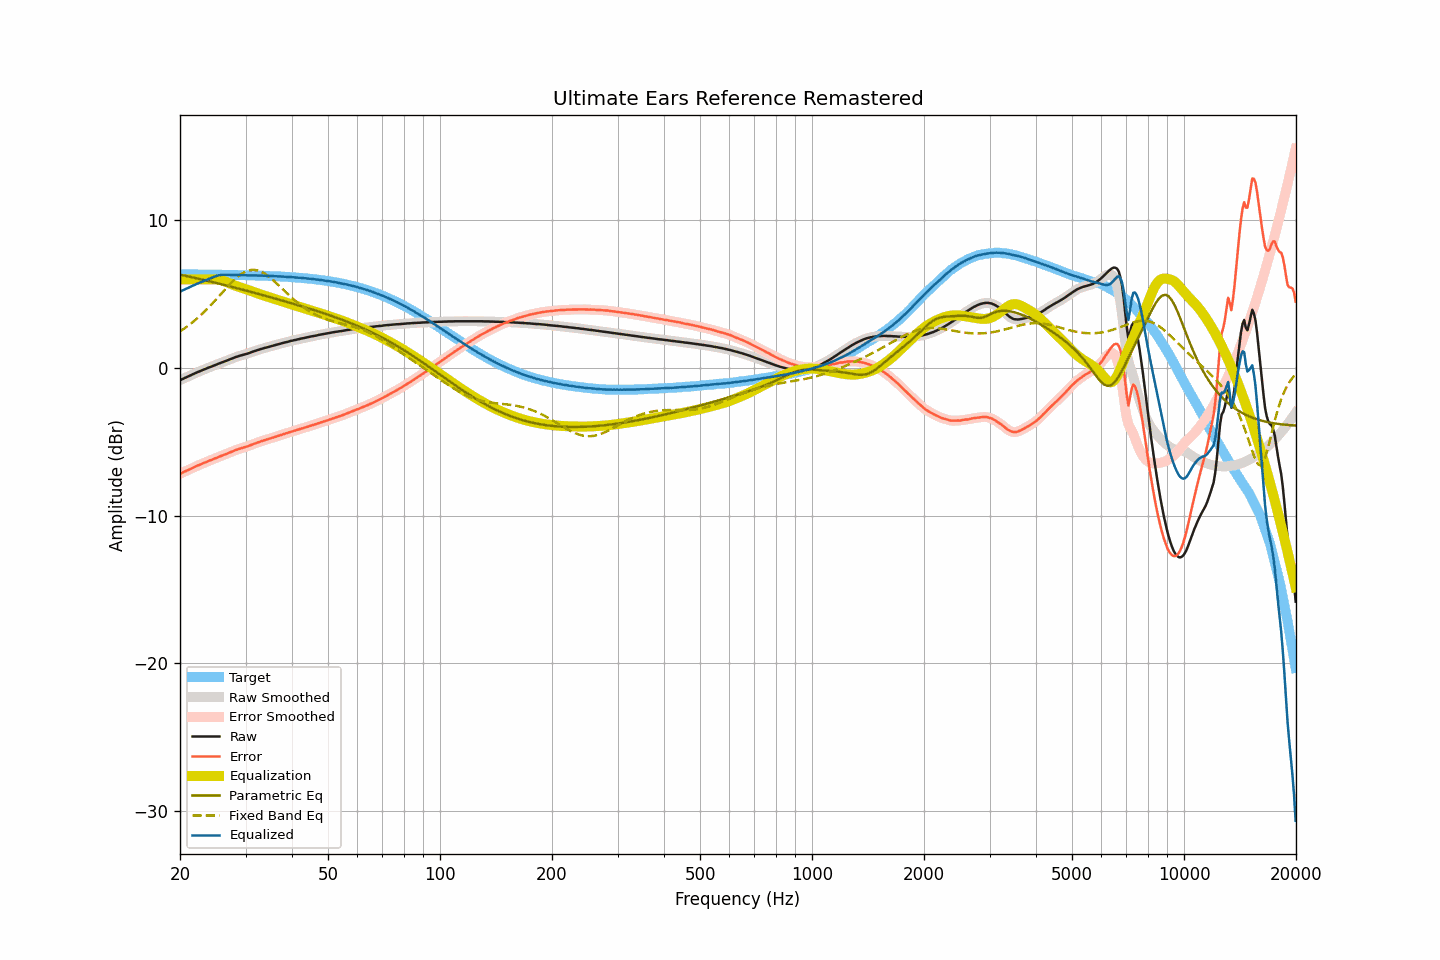 Ultimate Ears Reference Remastered
Amplitude (dBr)
10
0
−10
−20
−30
Target
Raw Smoothed
Error Smoothed
Raw
Error
Equalization
Parametric Eq
Fixed Band Eq
Equalized
20 50 100 200 500 1000 2000 5000 10000 20000
Frequency (Hz)